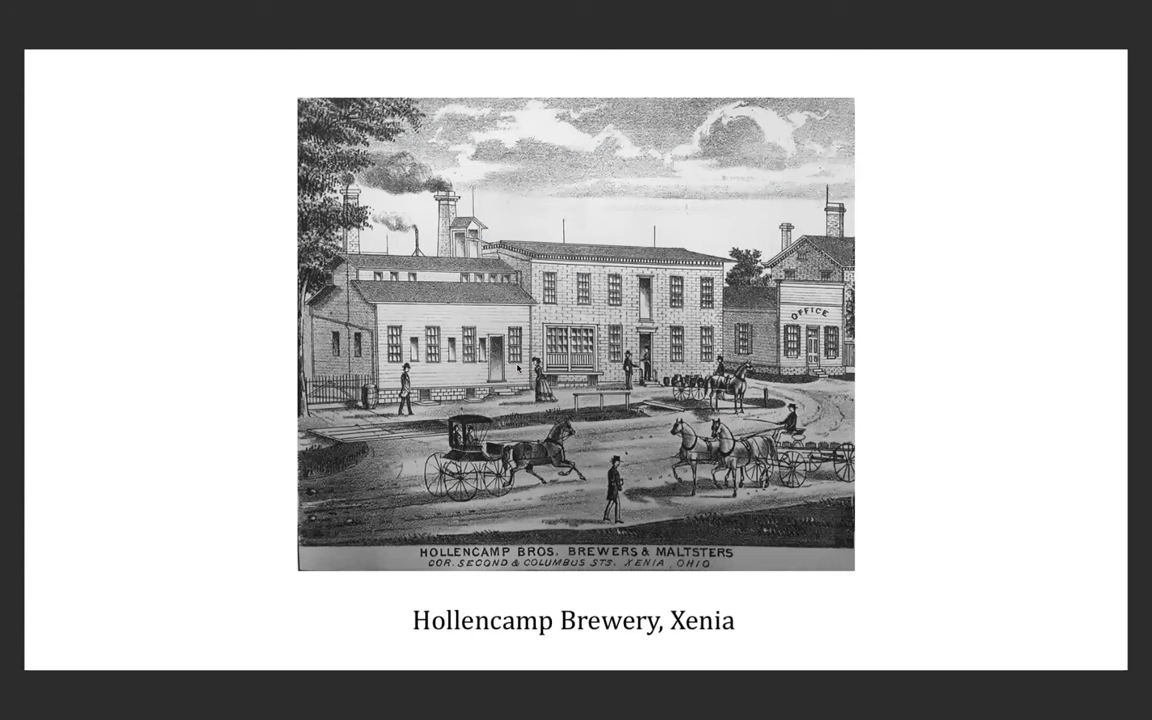 OFFICE
HOLLENCAMP BROS. BREWERS & MALTSTERS
COR. SECOND & COLUMBUS STS. XENIA, OHIO.
Hollencamp Brewery, Xenia